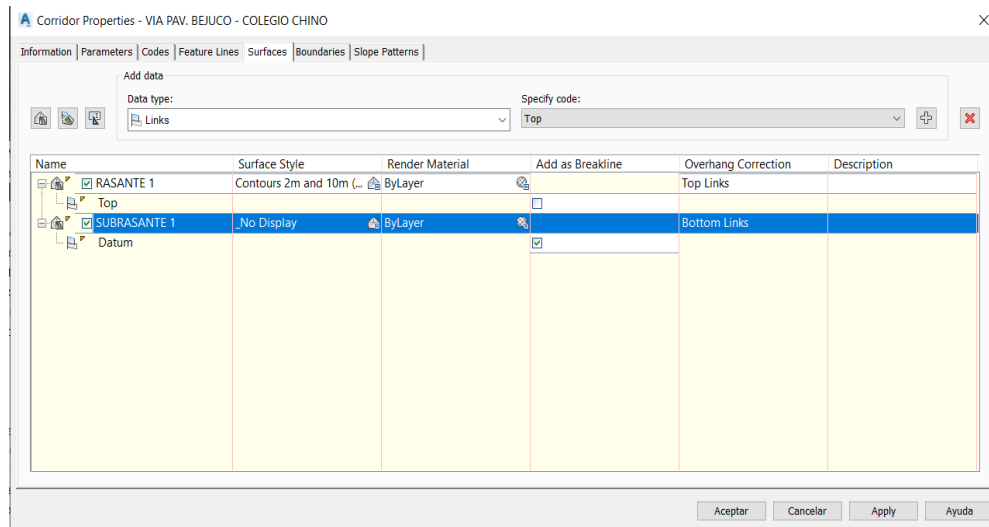 Corridor Properties - VIA PAV. BEJUCO - COLEGIO CHINO
Information Parameters Codes Feature Lines Surfaces Boundaries Slope Patterns
Add data
Data type:
Specify code:
Links
Top
Name Surface Style Render Material Add as Breakline Overhang Correction Description
RASANTE 1 Contours 2m and 10m (... ByLayer Top Links
Top
SUBRASANTE 1 _No Display ByLayer Bottom Links
Datum
Aceptar Cancelar Apply Ayuda